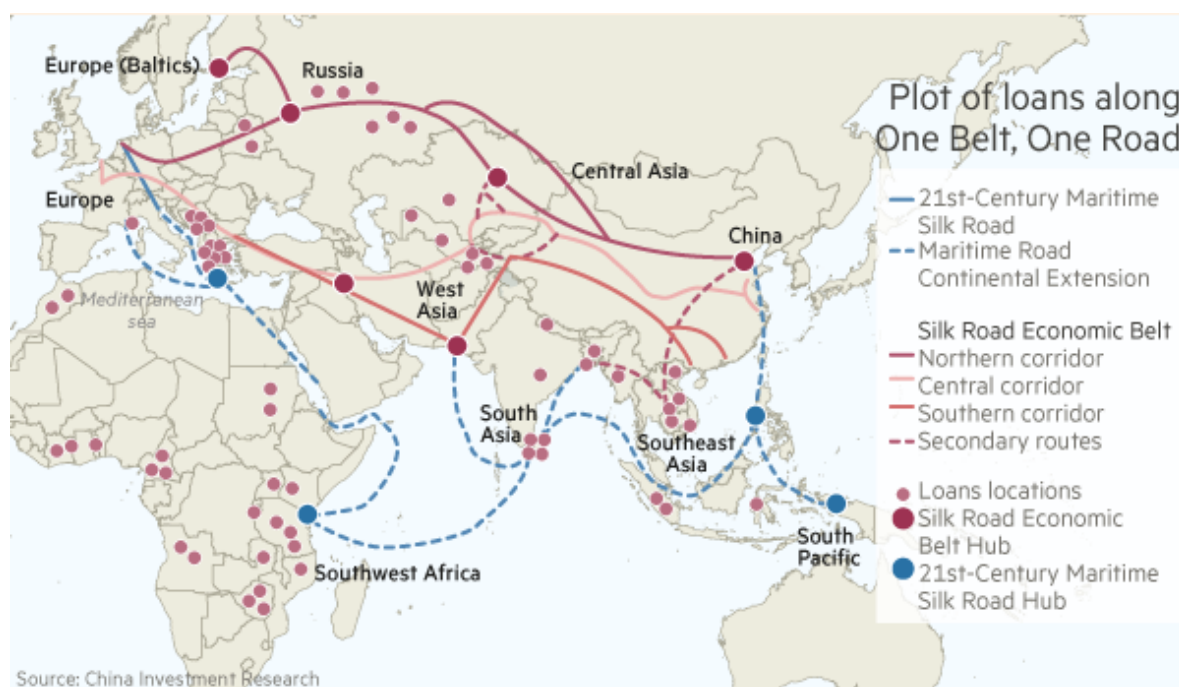 Plot of loans along
One Belt, One Road
21st-Century Maritime
Silk Road
Maritime Road
Continental Extension
Silk Road Economic Belt
Northern corridor
Central corridor
Southern corridor
Secondary routes
Loans locations
Silk Road Economic
Belt Hub
21st-Century Maritime
Silk Road Hub
Europe (Baltics)
Russia
Central Asia
Europe
China
West
Asia
Mediterranean
sea
South
Asia
Southeast
Asia
South
Pacific
Southwest Africa
Source: China Investment Research